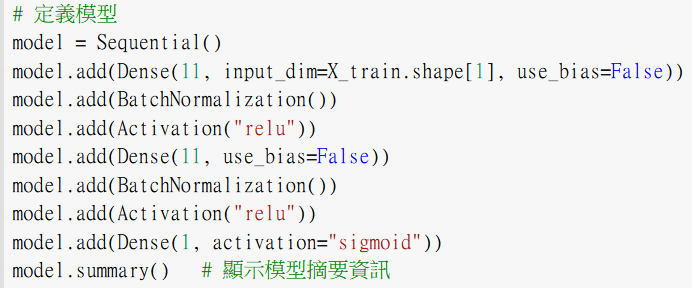 # 定義模型
model = Sequential()
model.add(Dense(11, input_dim=X_train.shape[1], use_bias=False))
model.add(BatchNormalization())
model.add(Activation("relu"))
model.add(Dense(11, use_bias=False))
model.add(BatchNormalization())
model.add(Activation("relu"))
model.add(Dense(1, activation="sigmoid"))
model.summary()   # 顯示模型摘要資訊